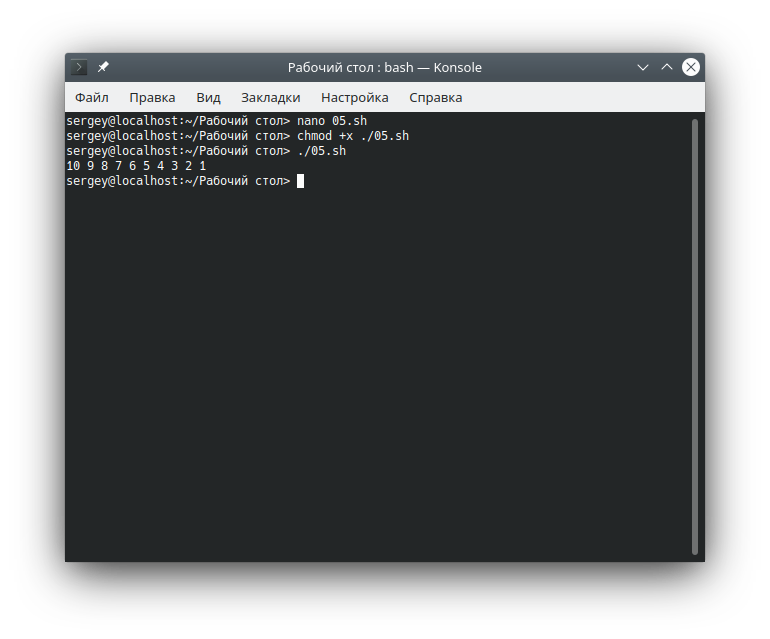 Рабочий стол : bash — Konsole
Файл Правка Вид Закладки Настройка Справка
sergey@localhost:~/Рабочий стол> nano 05.sh
sergey@localhost:~/Рабочий стол> chmod +x ./05.sh
sergey@localhost:~/Рабочий стол> ./05.sh
10 9 8 7 6 5 4 3 2 1
sergey@localhost:~/Рабочий стол>